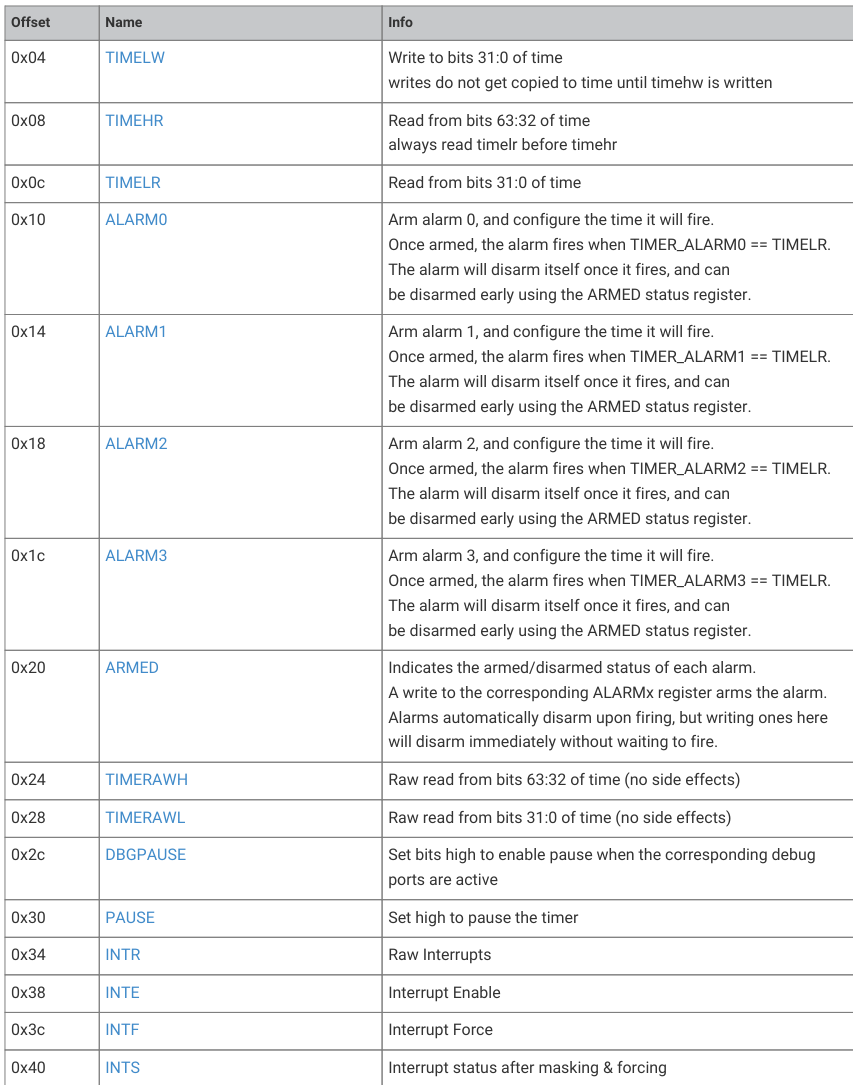 Offset Name Info
0x04 TIMELW Write to bits 31:0 of time
writes do not get copied to time until timehw is written
0x08 TIMEHR Read from bits 63:32 of time
always read timelr before timehr
0x0c TIMELR Read from bits 31:0 of time
0x10 ALARM0 Arm alarm 0, and configure the time it will fire.
Once armed, the alarm fires when TIMER_ALARM0 == TIMELR.
The alarm will disarm itself once it fires, and can
be disarmed early using the ARMED status register.
0x14 ALARM1 Arm alarm 1, and configure the time it will fire.
Once armed, the alarm fires when TIMER_ALARM1 == TIMELR.
The alarm will disarm itself once it fires, and can
be disarmed early using the ARMED status register.
0x18 ALARM2 Arm alarm 2, and configure the time it will fire.
Once armed, the alarm fires when TIMER_ALARM2 == TIMELR.
The alarm will disarm itself once it fires, and can
be disarmed early using the ARMED status register.
0x1c ALARM3 Arm alarm 3, and configure the time it will fire.
Once armed, the alarm fires when TIMER_ALARM3 == TIMELR.
The alarm will disarm itself once it fires, and can
be disarmed early using the ARMED status register.
0x20 ARMED Indicates the armed/disarmed status of each alarm.
A write to the corresponding ALARMx register arms the alarm.
Alarms automatically disarm upon firing, but writing ones here
will disarm immediately without waiting to fire.
0x24 TIMERAWH Raw read from bits 63:32 of time (no side effects)
0x28 TIMERAWL Raw read from bits 31:0 of time (no side effects)
0x2c DBGPAUSE Set bits high to enable pause when the corresponding debug
ports are active
0x30 PAUSE Set high to pause the timer
0x34 INTR Raw Interrupts
0x38 INTE Interrupt Enable
0x3c INTF Interrupt Force
0x40 INTS Interrupt status after masking & forcing